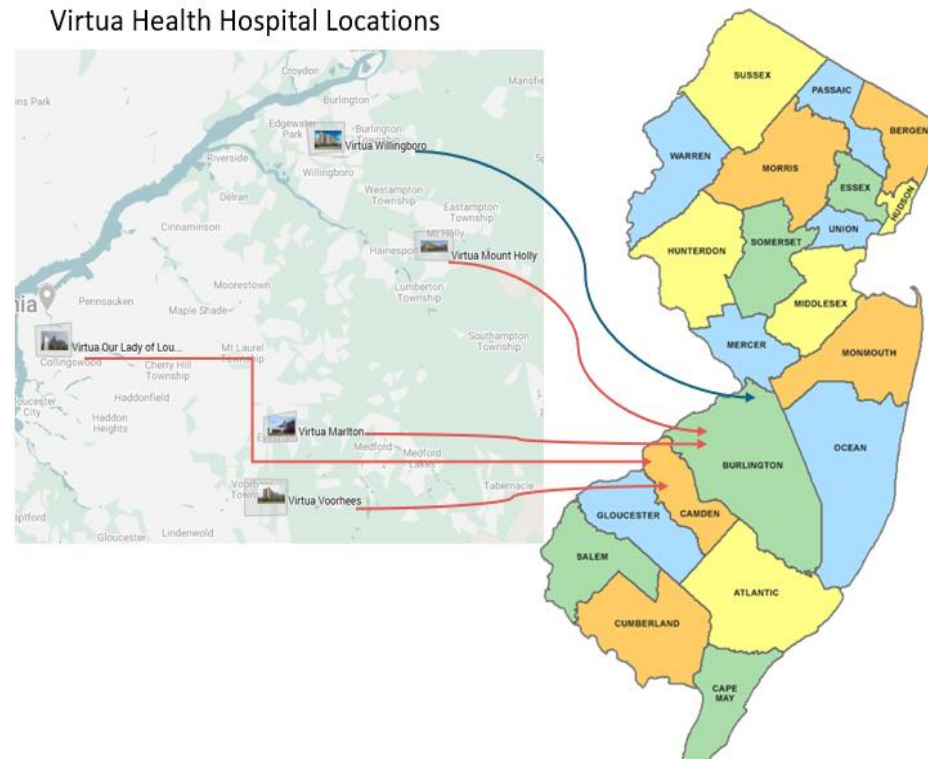 Virtua Health Hospital Locations
Croydon
Burlington
Edgewater
Park
Burlington
Township
Virtua Willingboro
Willingboro
Riverside
Delran
Westampton
Township
Eastampton
Township
Mt Holly
Hainesport
Virtua Mount Holly
Cinnaminson
Lumberton
Township
Moorestown
Pennsauken
Maple Shade
Southampton
Township
Virtua Our Lady of Lou...
Collingswood
Mt Laurel
Township
Cherry Hill
Township
Haddonfield
Haddon
Heights
Virtua Marlton
Medford
Medford
Lakes
Virtua Voorhees
Tabernacle
Gloucester
Lindenwold
SUSSEX
PASSAIC
BERGEN
WARREN
MORRIS
ESSEX
HUDSON
UNION
HUNTERDON
SOMERSET
MIDDLESEX
MERCER
MONMOUTH
OCEAN
BURLINGTON
CAMDEN
GLOUCESTER
SALEM
ATLANTIC
CUMBERLAND
CAPE
MAY